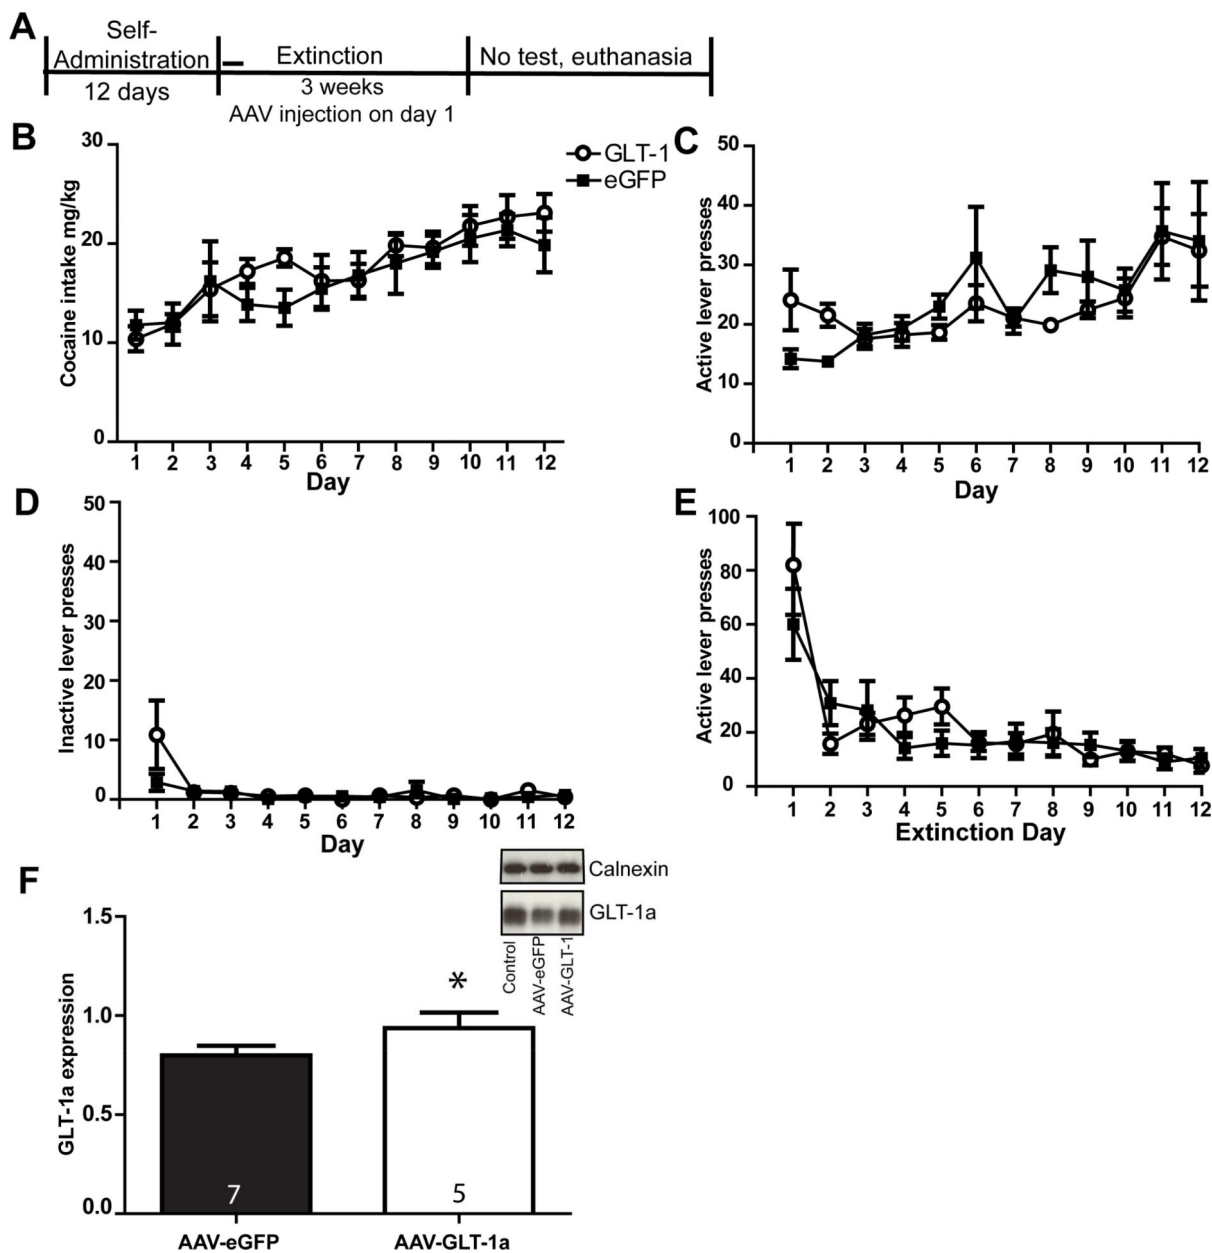 A
Self-
Administration
12 days
Extinction
3 weeks
AAV injection on day 1
No test, euthanasia
B
30
20
10
0
Cocaine intake mg/kg
1 2 3 4 5 6 7 8 9 10 11 12
Day
GLT-1
eGFP
C
50
40
30
20
10
0
Active lever presses
1 2 3 4 5 6 7 8 9 10 11 12
Day
D
50
40
30
20
10
0
Inactive lever presses
1 2 3 4 5 6 7 8 9 10 11 12
Day
E
100
80
60
40
20
0
Active lever presses
1 2 3 4 5 6 7 8 9 10 11 12
Extinction Day
F
Calnexin
GLT-1a
Control
AAV-eGFP
AAV-GLT-1
1.5
1.0
0.5
0.0
GLT-1a expression
*
7
5
AAV-eGFP
AAV-GLT-1a